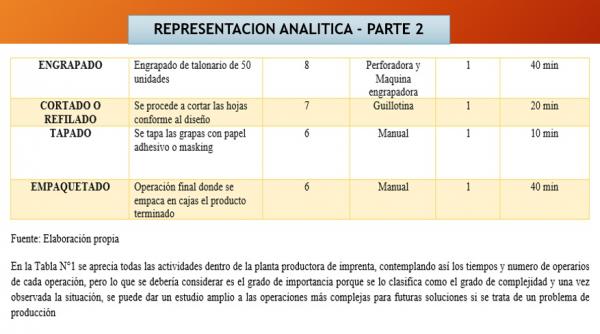 REPRESENTACION ANALITICA - PARTE 2
ENGRAPADO Engrapado de talonario de 50 unidades 8 Perforadora y Maquina engrapadora 1 40 min
CORTADO O REFILADO Se procede a cortar las hojas conforme al diseño 7 Guillotina 1 20 min
TAPADO Se tapa las grapas con papel adhesivo o masking 6 Manual 1 10 min
EMPAQUETADO Operación final donde se empaca en cajas el producto terminado 6 Manual 1 40 min
Fuente: Elaboración propia
En la Tabla N°1 se aprecia todas las actividades dentro de la planta productora de imprenta, contemplando así los tiempos y numero de operarios
de cada operación, pero lo que se debería considerar es el grado de importancia porque se lo clasifica como el grado de complejidad y una vez
observada la situación, se puede dar un estudio amplio a las operaciones más complejas para futuras soluciones si se trata de un problema de
producción